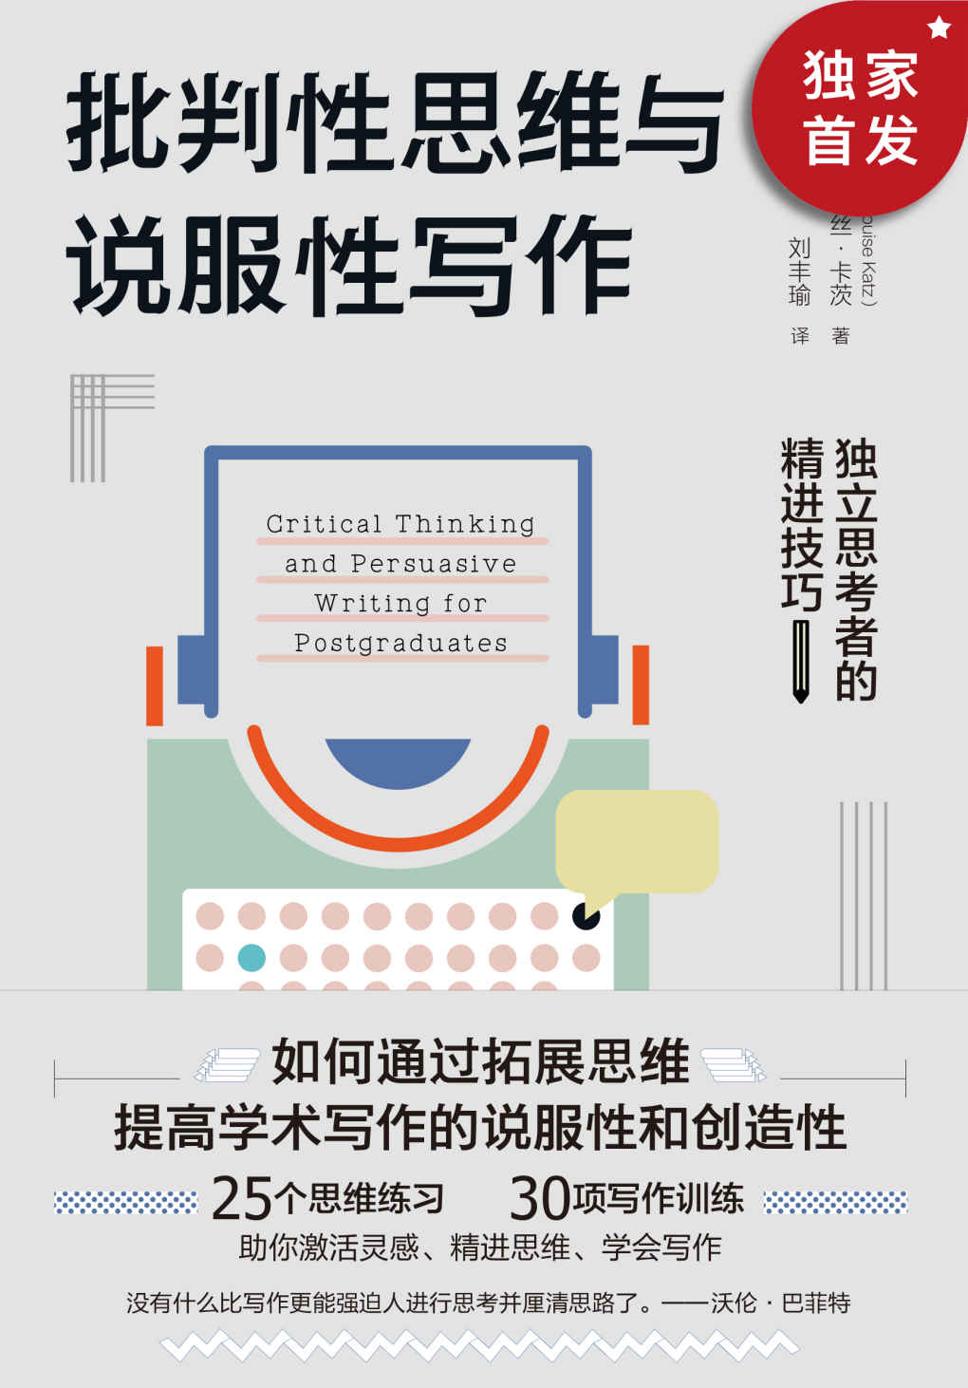 批判性思维与
说服性写作
独家
首发
丝·卡茨 著
ouise Katz）
刘丰瑜 译
独立思考者的
精进技巧
Critical Thinking
and Persuasive
Writing for
Postgraduates
如何通过拓展思维
提高学术写作的说服性和创造性
25个思维练习 30项写作训练
助你激活灵感、精进思维、学会写作
没有什么比写作更能强迫人进行思考并厘清思路了。——沃伦·巴菲特